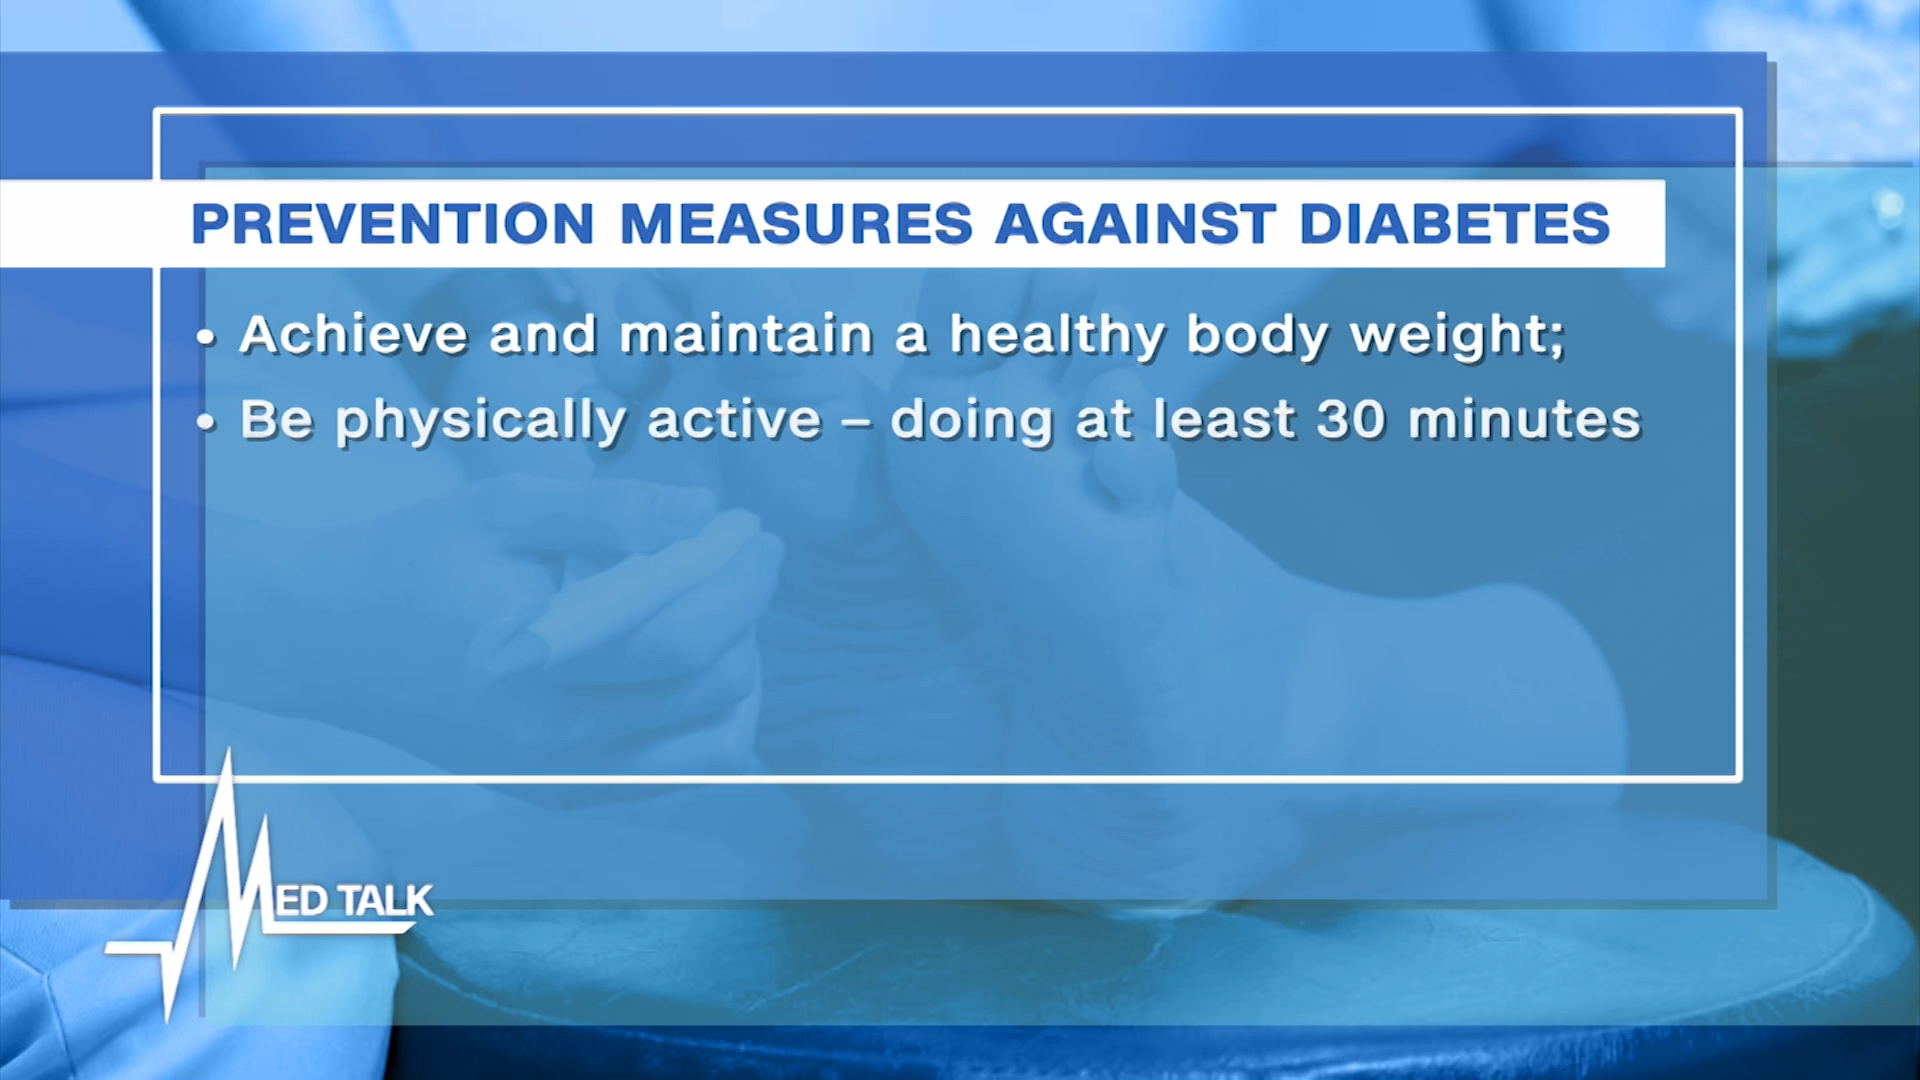 PREVENTION MEASURES AGAINST DIABETES
• Achieve and maintain a healthy body weight;
• Be physically active – doing at least 30 minutes
MED TALK